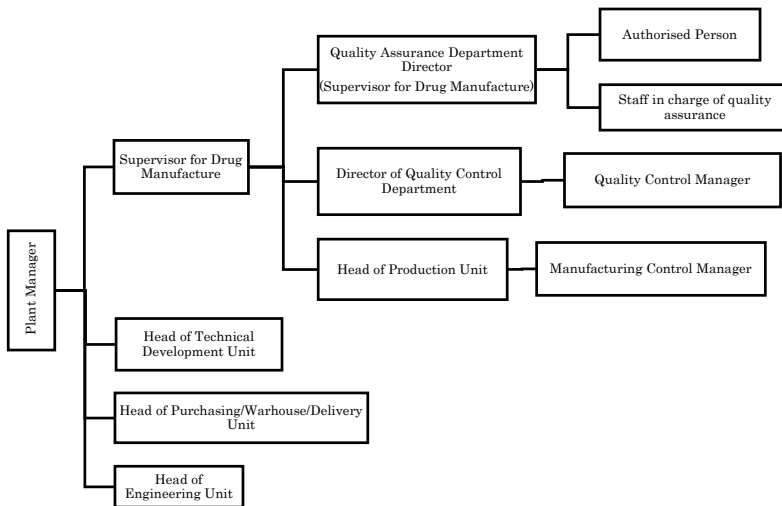 Plant Manager
Supervisor for Drug
Manufacture
Quality Assurance Department
Director
(Supervisor for Drug Manufacture)
Authorised Person
Staff in charge of quality
assurance
Director of Quality Control
Department
Quality Control Manager
Head of Production Unit
Manufacturing Control Manager
Head of Technical
Development Unit
Head of Purchasing/Warhouse/Delivery
Unit
Head of
Engineering Unit